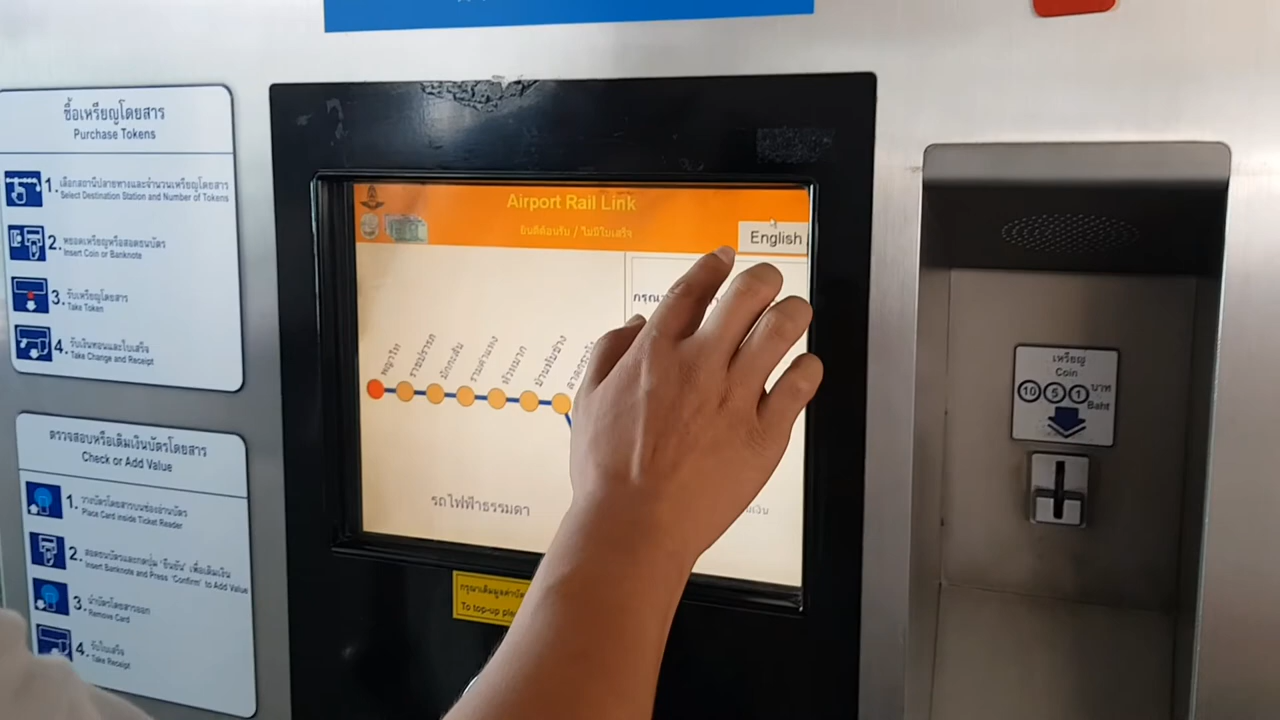 ซื้อเหรียญโดยสาร
Purchase Tokens
1. เลือกสถานีปลายทางและจำนวนเหรียญโดยสาร
Select Destination Station and Number of Tokens
2. หยอดเหรียญหรือสอดธนบัตร
Insert Coin or Banknote
3. รับเหรียญโดยสาร
Take Token
4. รับเงินทอนและใบเสร็จ
Take Change and Receipt
ตรวจสอบหรือเติมเงินบัตรโดยสาร
Check or Add Value
1. วางบัตรโดยสารบนช่องอ่านบัตร
Place Card inside Ticket Reader
2. สอดธนบัตรและกดปุ่ม 'ยืนยัน' เพื่อเติมเงิน
Insert Banknote and Press 'Confirm' to Add Value
3. นำบัตรโดยสารออก
Remove Card
4. รับใบเสร็จ
Take Receipt
Airport Rail Link
ยินดีต้อนรับ / ไม่มีใบเสร็จ
English
กรุณา
พญาไท
ราชปรารภ
มักกะสัน
รามคำแหง
หัวหมาก
บ้านทับช้าง
ลาดกระบัง
รถไฟฟ้าธรรมดา
กรุณาเติมมูลค่าบัตร
To top-up
เหรียญ
Coin
10 5 1 บาท
Baht